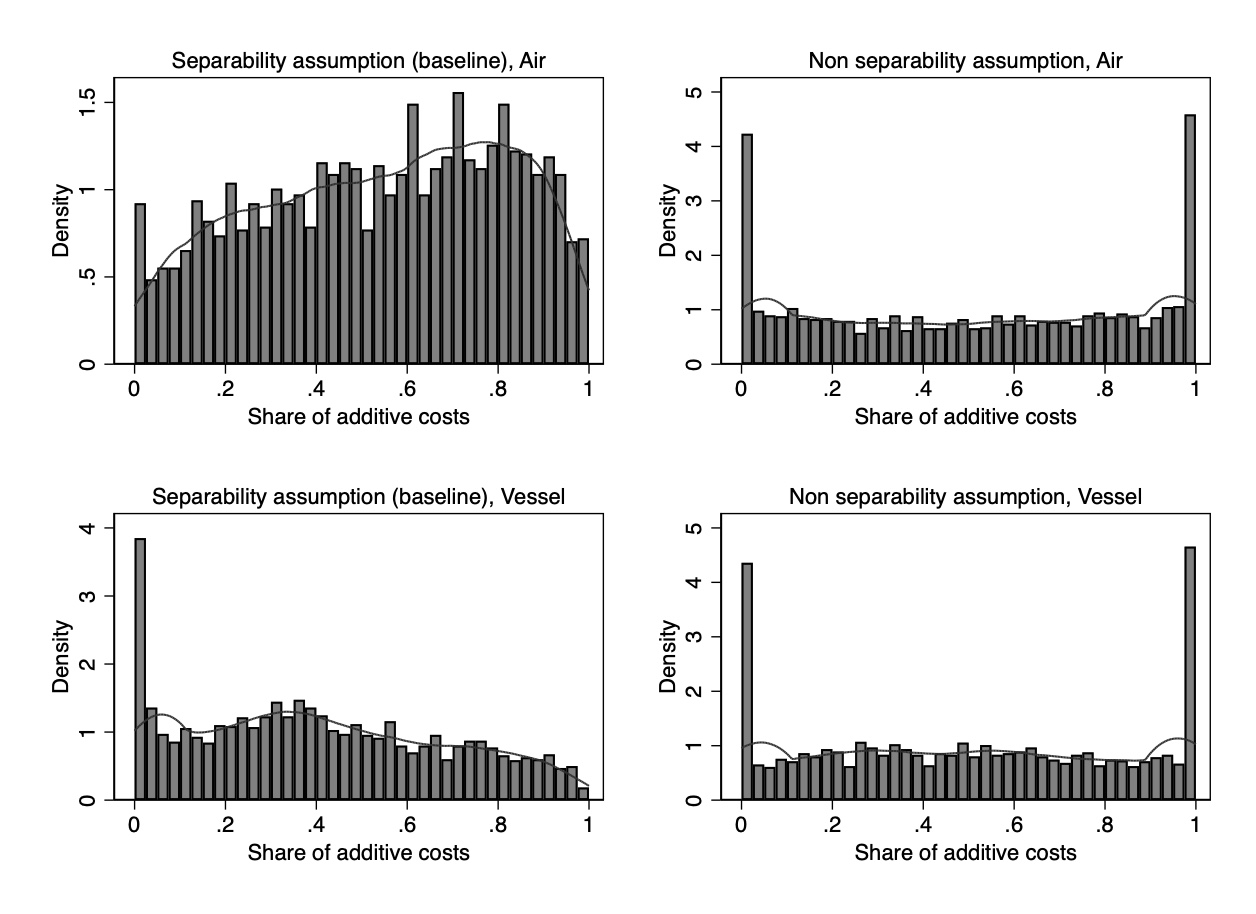 Separability assumption (baseline), Air
Density
0
.5
1
1.5
0 .2 .4 .6 .8 1
Share of additive costs
Non separability assumption, Air
Density
0
1
2
3
4
5
0 .2 .4 .6 .8 1
Share of additive costs
Separability assumption (baseline), Vessel
Density
0
1
2
3
4
0 .2 .4 .6 .8 1
Share of additive costs
Non separability assumption, Vessel
Density
0
1
2
3
4
5
0 .2 .4 .6 .8 1
Share of additive costs